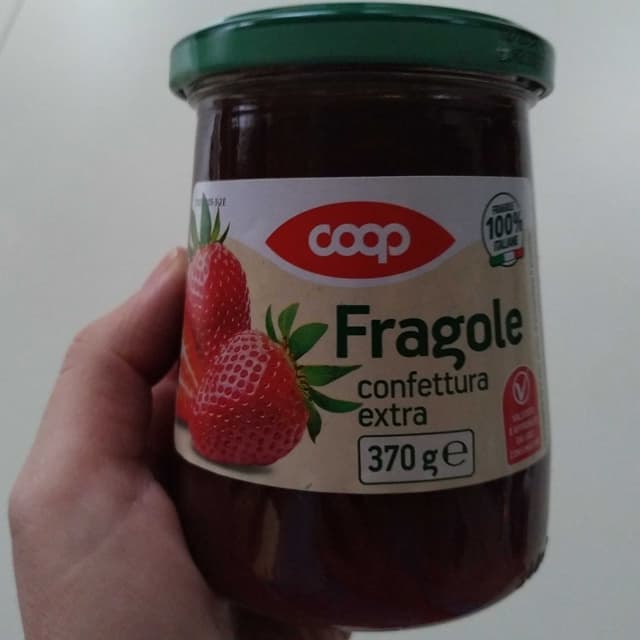 coop
FRAGOLE
100%
ITALIANE
Fragole
confettura
extra
370 g e
V